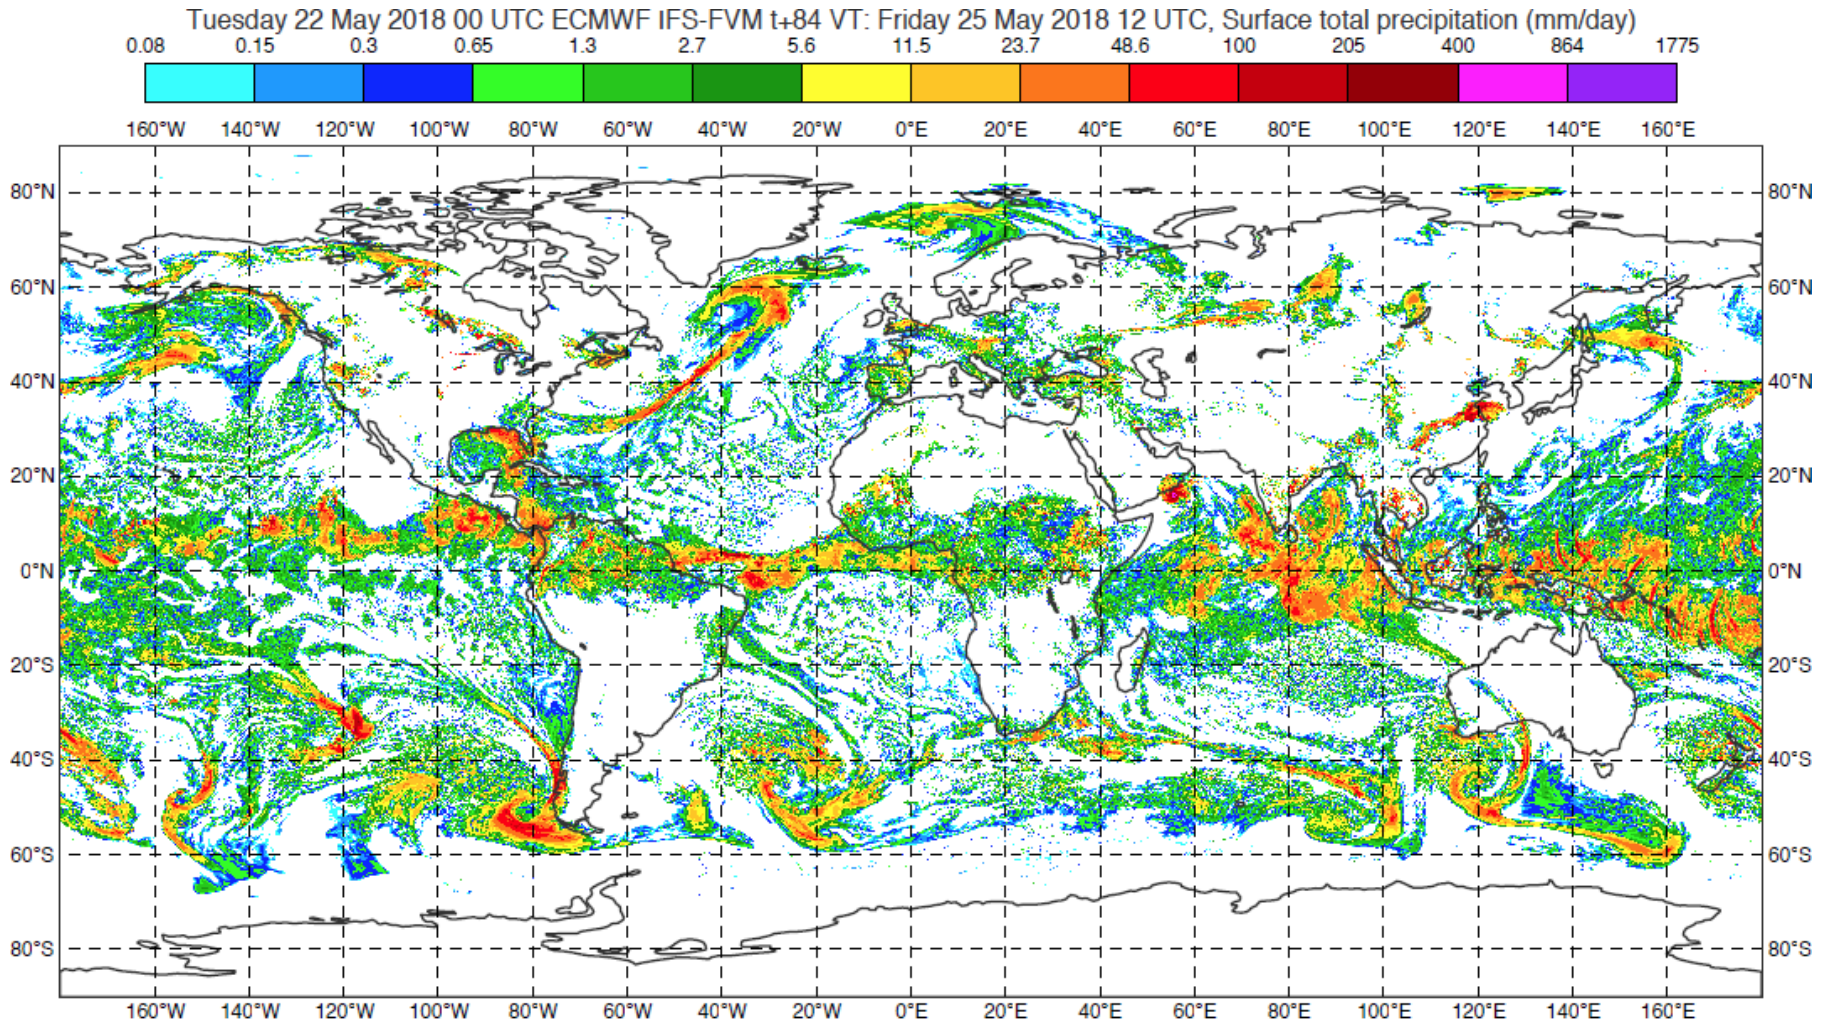 Tuesday 22 May 2018 00 UTC ECMWF IFS-FVM t+84 VT: Friday 25 May 2018 12 UTC, Surface total precipitation (mm/day)
0.08 0.15 0.3 0.65 1.3 2.7 5.6 11.5 23.7 48.6 100 205 400 864 1775
160°W 140°W 120°W 100°W 80°W 60°W 40°W 20°W 0°E 20°E 40°E 60°E 80°E 100°E 120°E 140°E 160°E
80°N 80°N
60°N 60°N
40°N 40°N
20°N 20°N
0°N 0°N
20°S 20°S
40°S 40°S
60°S 60°S
80°S 80°S
160°W 140°W 120°W 100°W 80°W 60°W 40°W 20°W 0°E 20°E 40°E 60°E 80°E 100°E 120°E 140°E 160°E